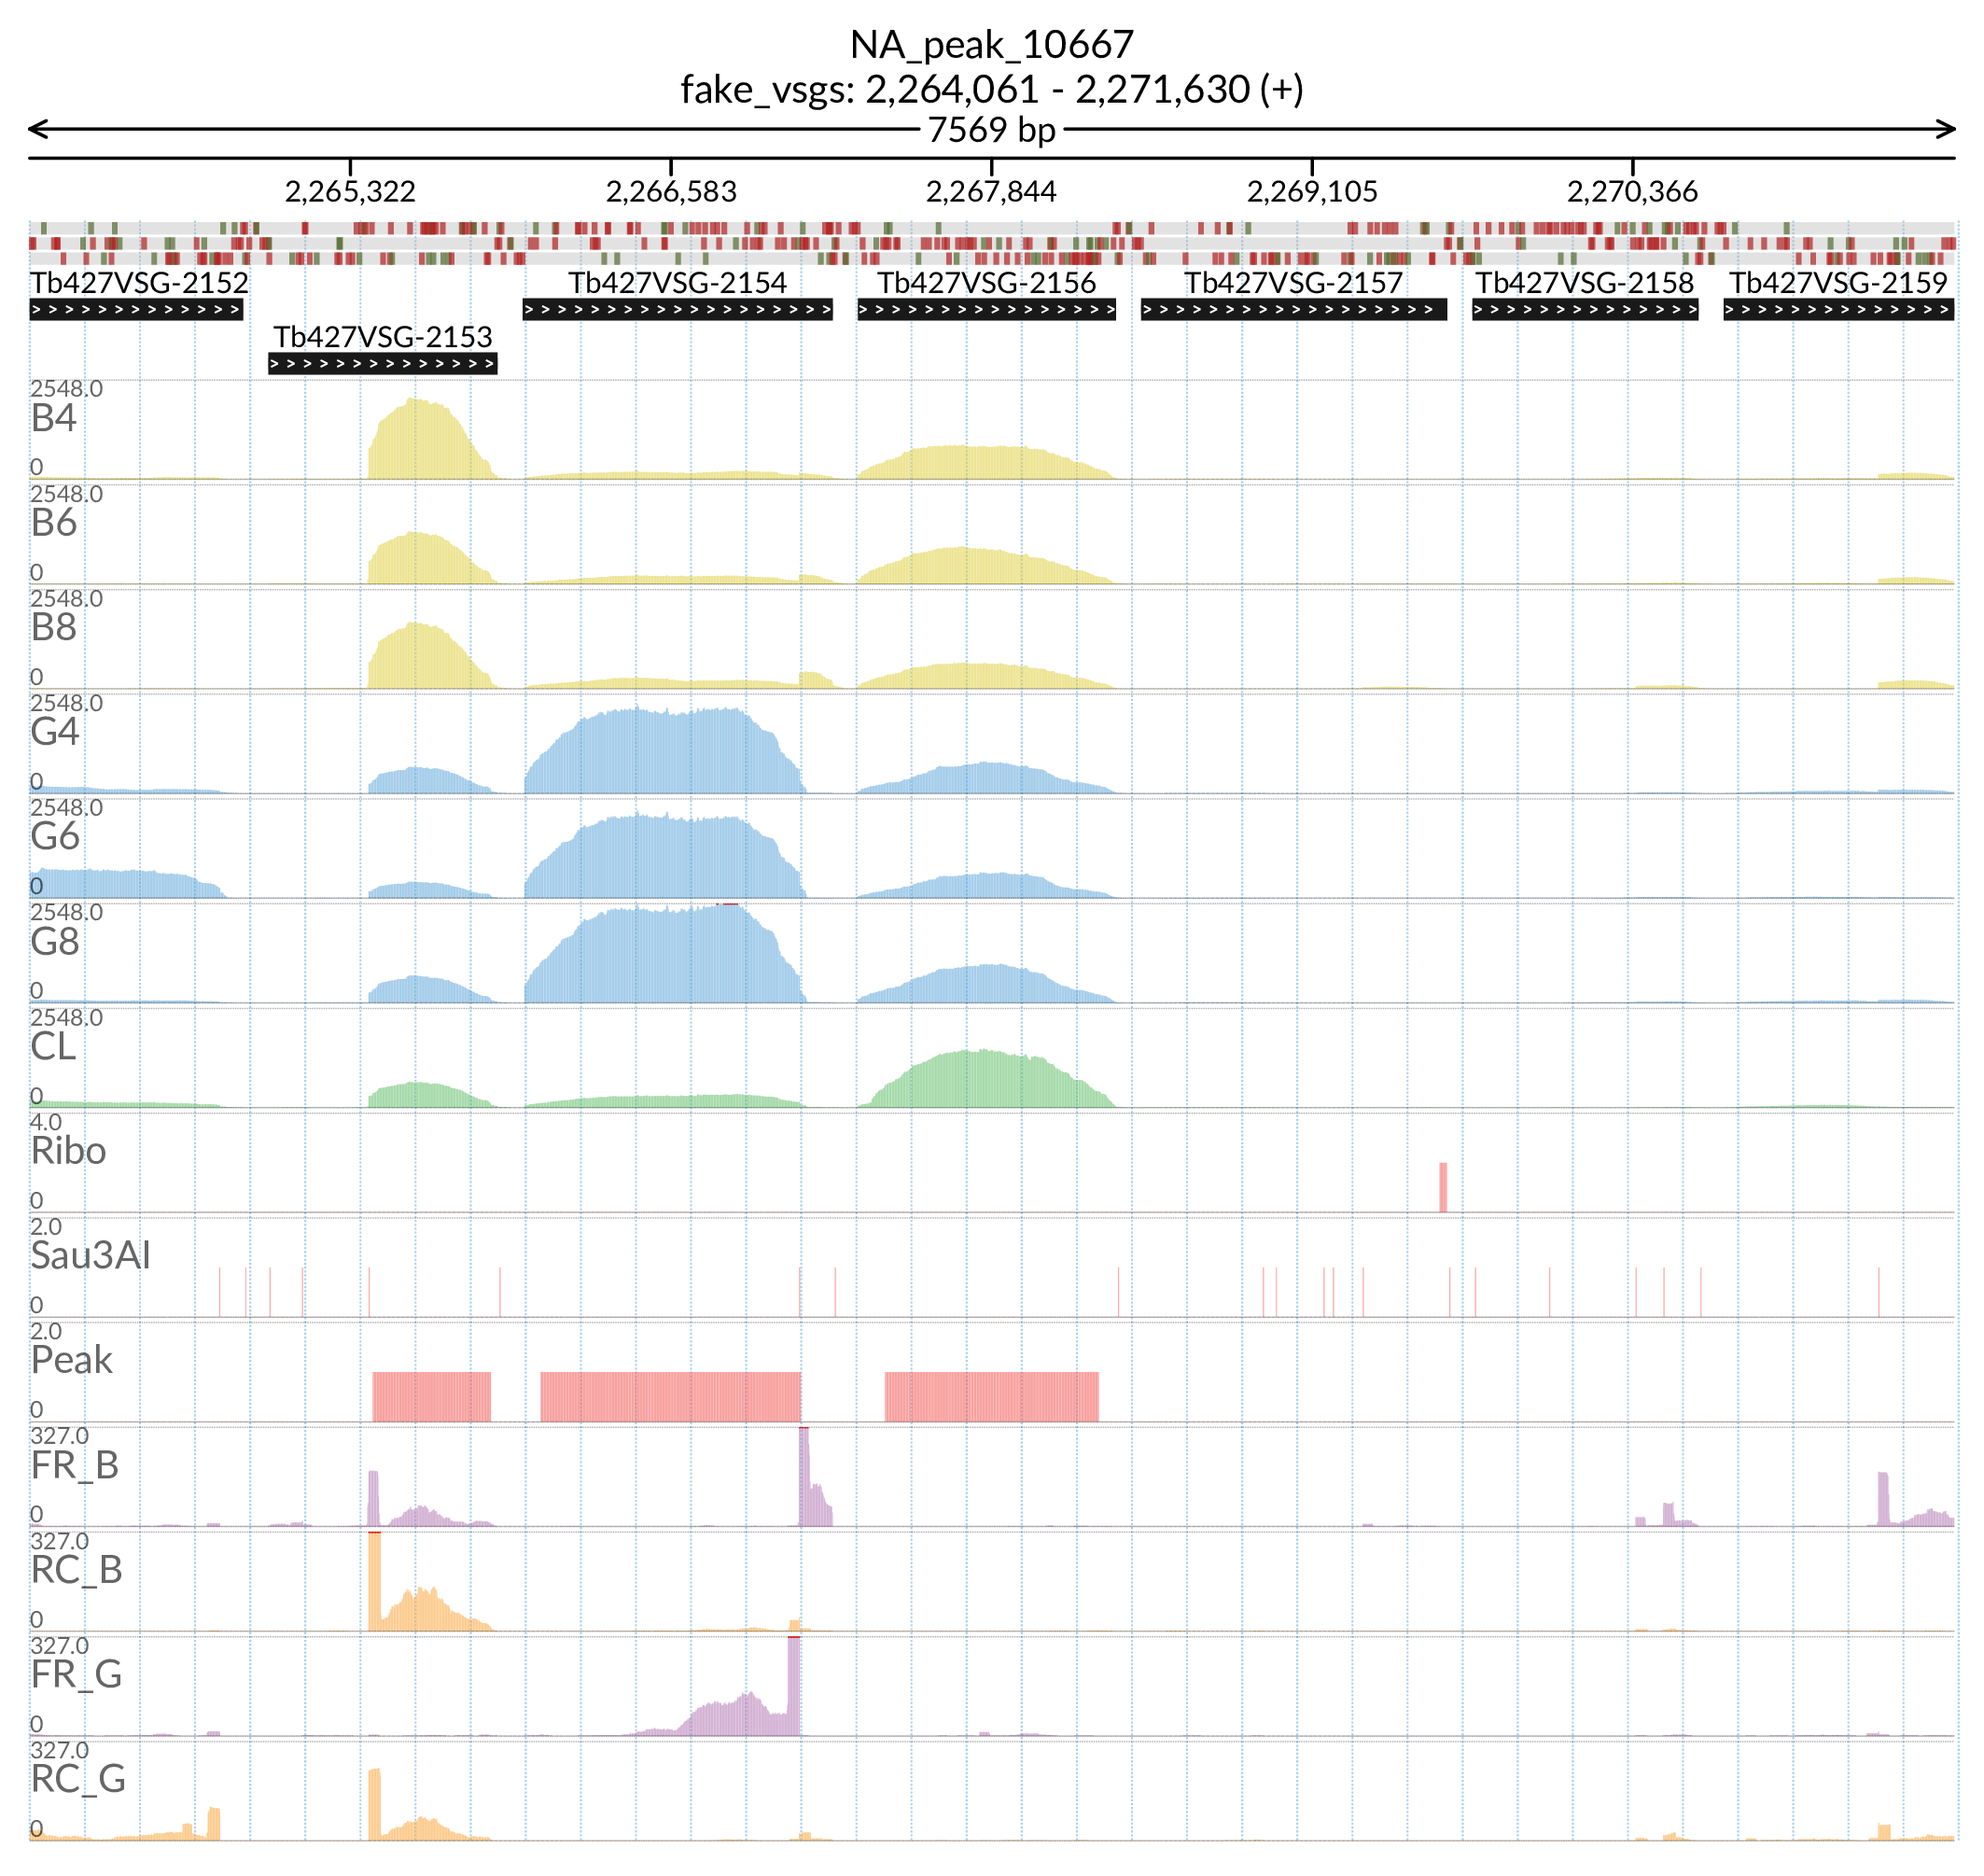 NA_peak_10667
fake_vsgs: 2,264,061 - 2,271,630 (+)
7569 bp
2,265,322 2,266,583 2,267,844 2,269,105 2,270,366
Tb427VSG-2152 Tb427VSG-2154 Tb427VSG-2156 Tb427VSG-2157 Tb427VSG-2158 Tb427VSG-2159
Tb427VSG-2153
2548.0
B4
0
2548.0
B6
0
2548.0
B8
0
2548.0
G4
0
2548.0
G6
0
2548.0
G8
0
2548.0
CL
0
4.0
Ribo
0
2.0
Sau3AI
0
2.0
Peak
0
327.0
FR_B
0
327.0
RC_B
0
327.0
FR_G
0
327.0
RC_G
0